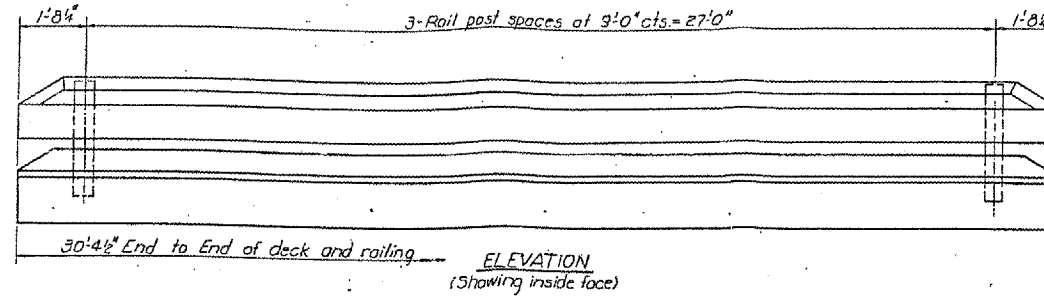 1'-8¼"
3-Rail post spaces at 9'-0" cts. = 27'-0"
1'-8¼
30'-4½" End to End of deck and railing
ELEVATION
(Showing inside face)